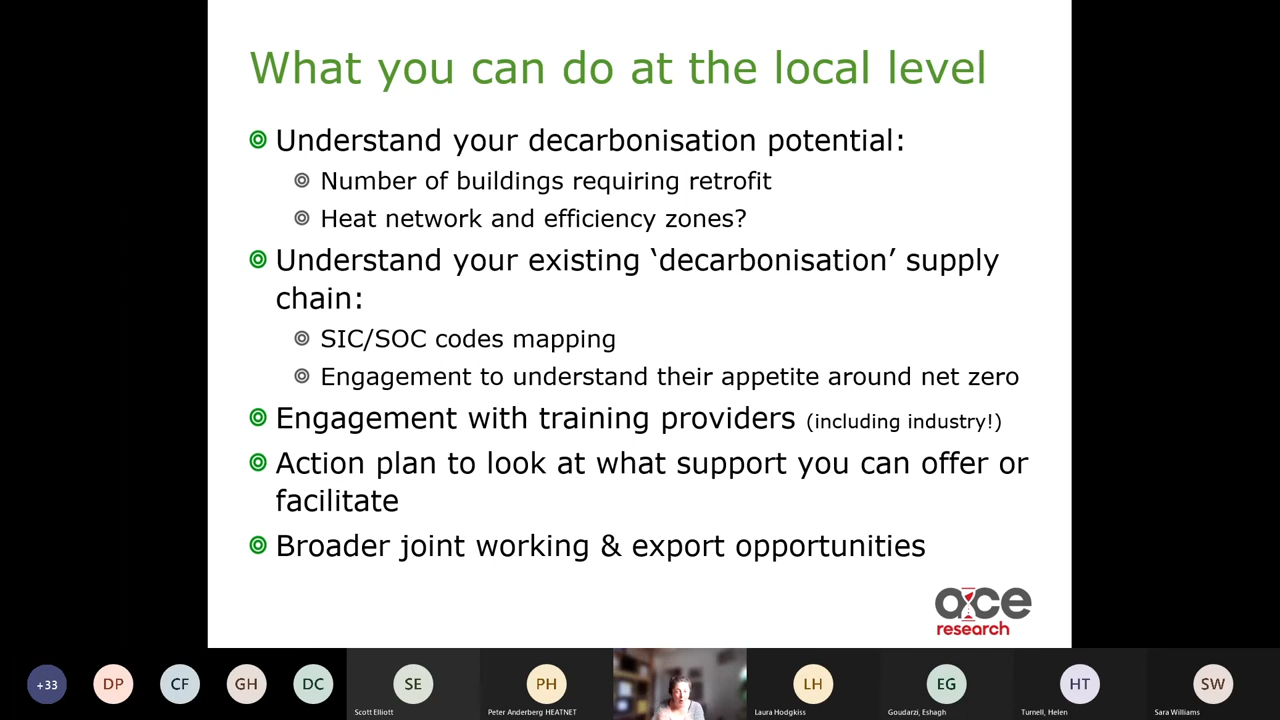 What you can do at the local level
Understand your decarbonisation potential:
Number of buildings requiring retrofit
Heat network and efficiency zones?
Understand your existing ‘decarbonisation’ supply
chain:
SIC/SOC codes mapping
Engagement to understand their appetite around net zero
Engagement with training providers (including industry!)
Action plan to look at what support you can offer or
facilitate
Broader joint working & export opportunities
ace
research
+33 DP CF GH DC SE PH LH EG HT SW
Scott Elliott Peter Anderberg HEATNET Laura Hodgkiss Goudarzi, Eshagh Turnell, Helen Sara Williams